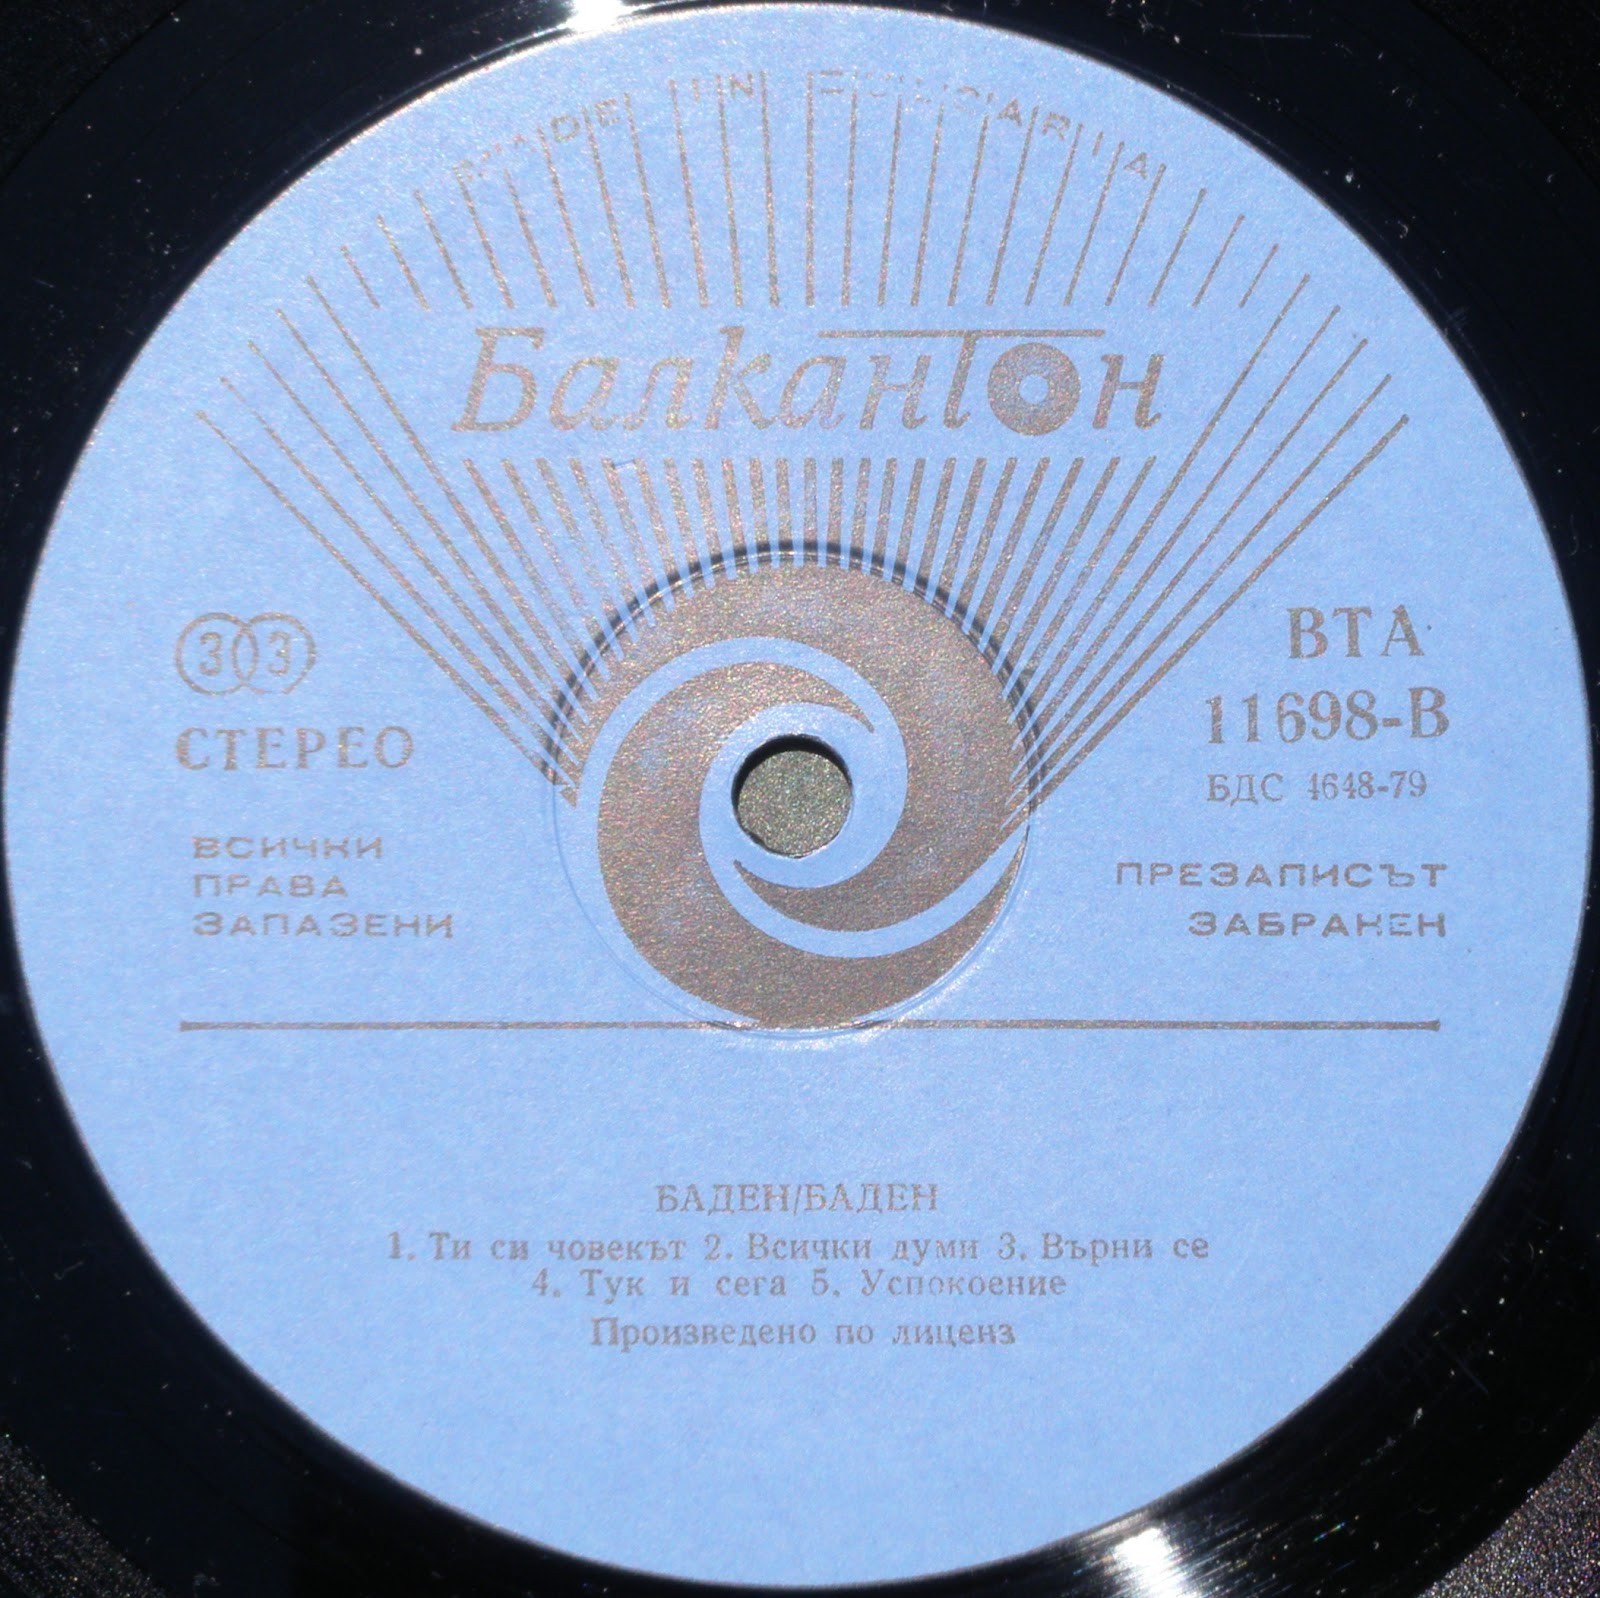 MADE IN BULGARIA
Балкантон
33
СТЕРЕО
ВСИЧКИ
ПРАВА
ЗАПАЗЕНИ
ВТА
11698-В
БДС 4648-79
ПРЕЗАПИСЪТ
ЗАБРАНЕН
БАДЕН/БАДЕН
1. Ти си човекът 2. Всички думи 3. Върни се
4. Тук и сега 5. Успокоение
Произведено по лиценз